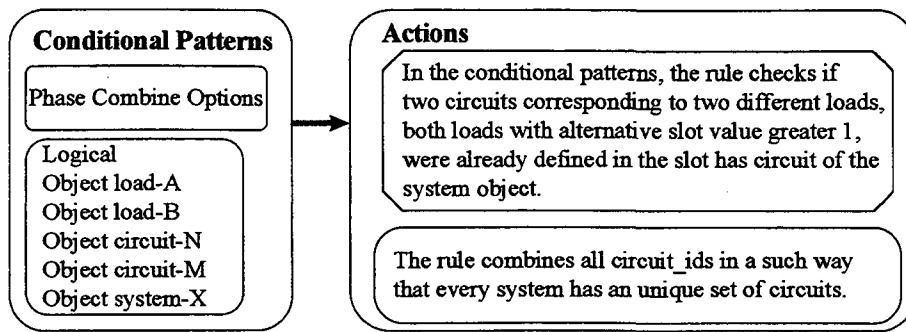 Conditional Patterns
Phase Combine Options
Logical
Object load-A
Object load-B
Object circuit-N
Object circuit-M
Object system-X
Actions
In the conditional patterns, the rule checks if
two circuits corresponding to two different loads,
both loads with alternative slot value greater 1,
were already defined in the slot has circuit of the
system object.
The rule combines all circuit_ids in a such way
that every system has an unique set of circuits.